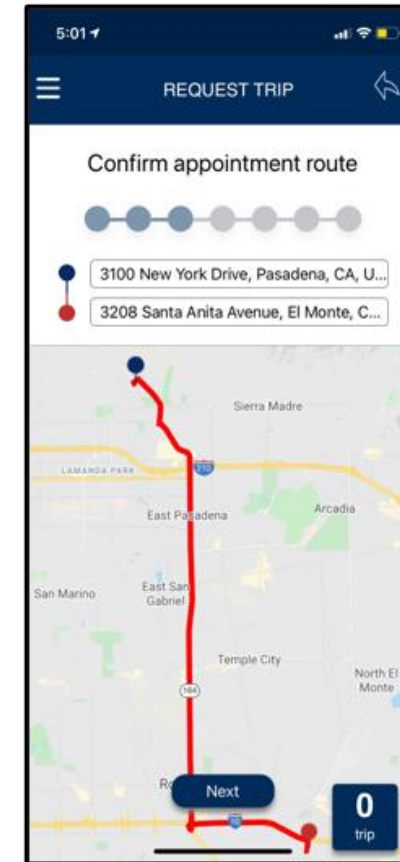 5:01
REQUEST TRIP
Confirm appointment route
3100 New York Drive, Pasadena, CA, U...
3208 Santa Anita Avenue, El Monte, C...
Sierra Madre
LAMANDA PARK
210
East Pasadena
Arcadia
San Marino
East San
Gabriel
Temple City
North El
Monte
164
Next
0
trip